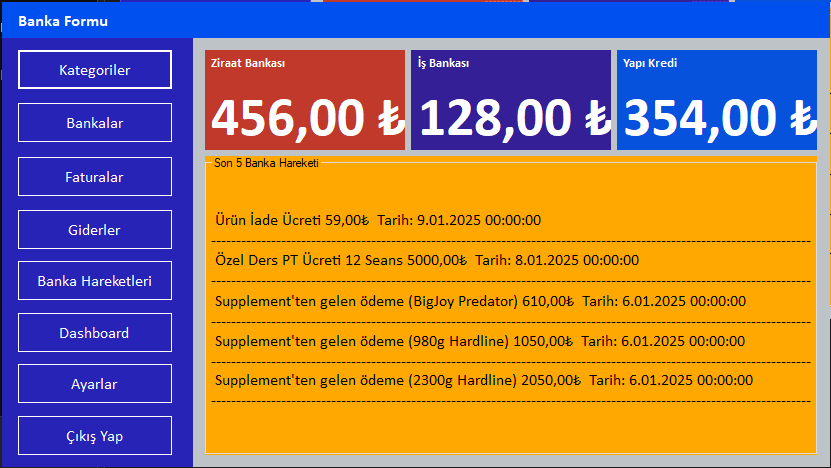 Banka Formu
Kategoriler
Bankalar
Faturalar
Giderler
Banka Hareketleri
Dashboard
Ayarlar
Çıkış Yap
Ziraat Bankası
456,00 ₺
İş Bankası
128,00 ₺
Yapı Kredi
354,00 ₺
Son 5 Banka Hareketi
Ürün İade Ücreti 59,00₺ Tarih: 9.01.2025 00:00:00
Özel Ders PT Ücreti 12 Seans 5000,00₺ Tarih: 8.01.2025 00:00:00
Supplement'ten gelen ödeme (BigJoy Predator) 610,00₺ Tarih: 6.01.2025 00:00:00
Supplement'ten gelen ödeme (980g Hardline) 1050,00₺ Tarih: 6.01.2025 00:00:00
Supplement'ten gelen ödeme (2300g Hardline) 2050,00₺ Tarih: 6.01.2025 00:00:00